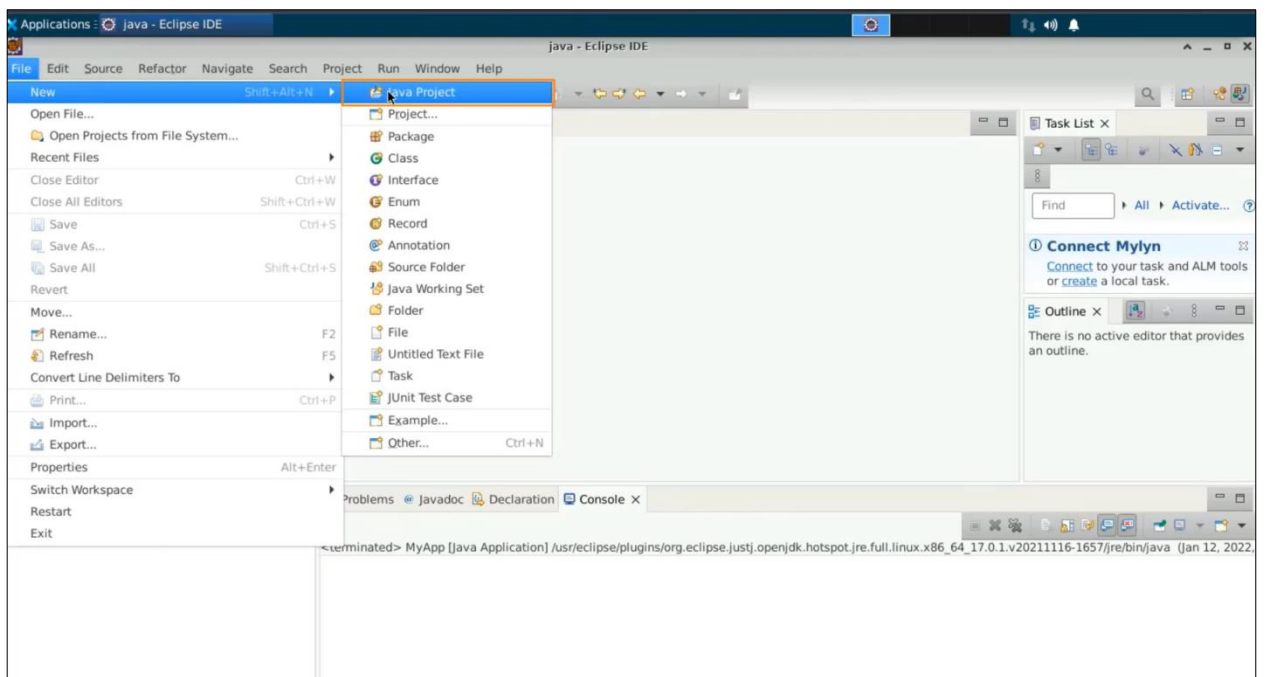 Applications java - Eclipse IDE
java - Eclipse IDE
File Edit Source Refactor Navigate Search Project Run Window Help
New Shift+Alt+N
Open File...
Open Projects from File System...
Recent Files
Close Editor Ctrl+W
Close All Editors Shift+Ctrl+W
Save Ctrl+S
Save As...
Save All Shift+Ctrl+S
Revert
Move...
Rename... F2
Refresh F5
Convert Line Delimiters To
Print... Ctrl+P
Import...
Export...
Properties Alt+Enter
Switch Workspace
Restart
Exit
Java Project
Project...
Package
Class
Interface
Enum
Record
Annotation
Source Folder
Java Working Set
Folder
File
Untitled Text File
Task
JUnit Test Case
Example...
Other... Ctrl+N
Task List
Find All Activate...
Connect Mylyn
Connect to your task and ALM tools
or create a local task.
Outline
There is no active editor that provides
an outline.
Problems Javadoc Declaration Console
<terminated> MyApp [Java Application] /usr/eclipse/plugins/org.eclipse.justj.openjdk.hotspot.jre.full.linux.x86_64_17.0.1.v20211116-1657/jre/bin/java (Jan 12, 2022,